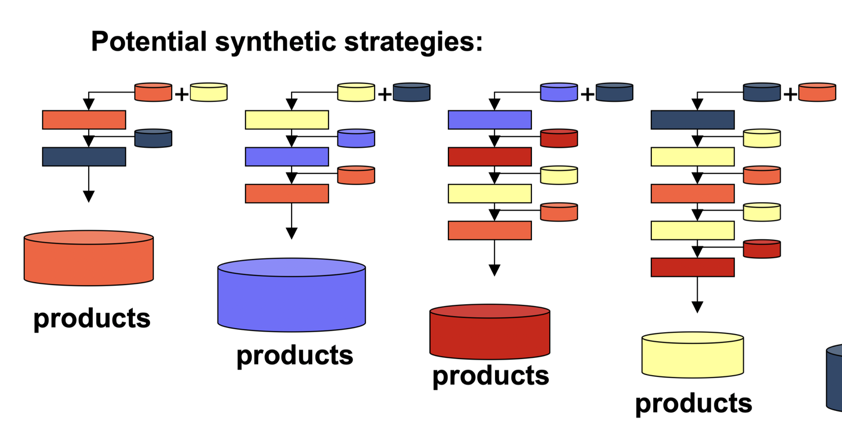 Potential synthetic strategies:
+
+
+
+
products
products
products
products